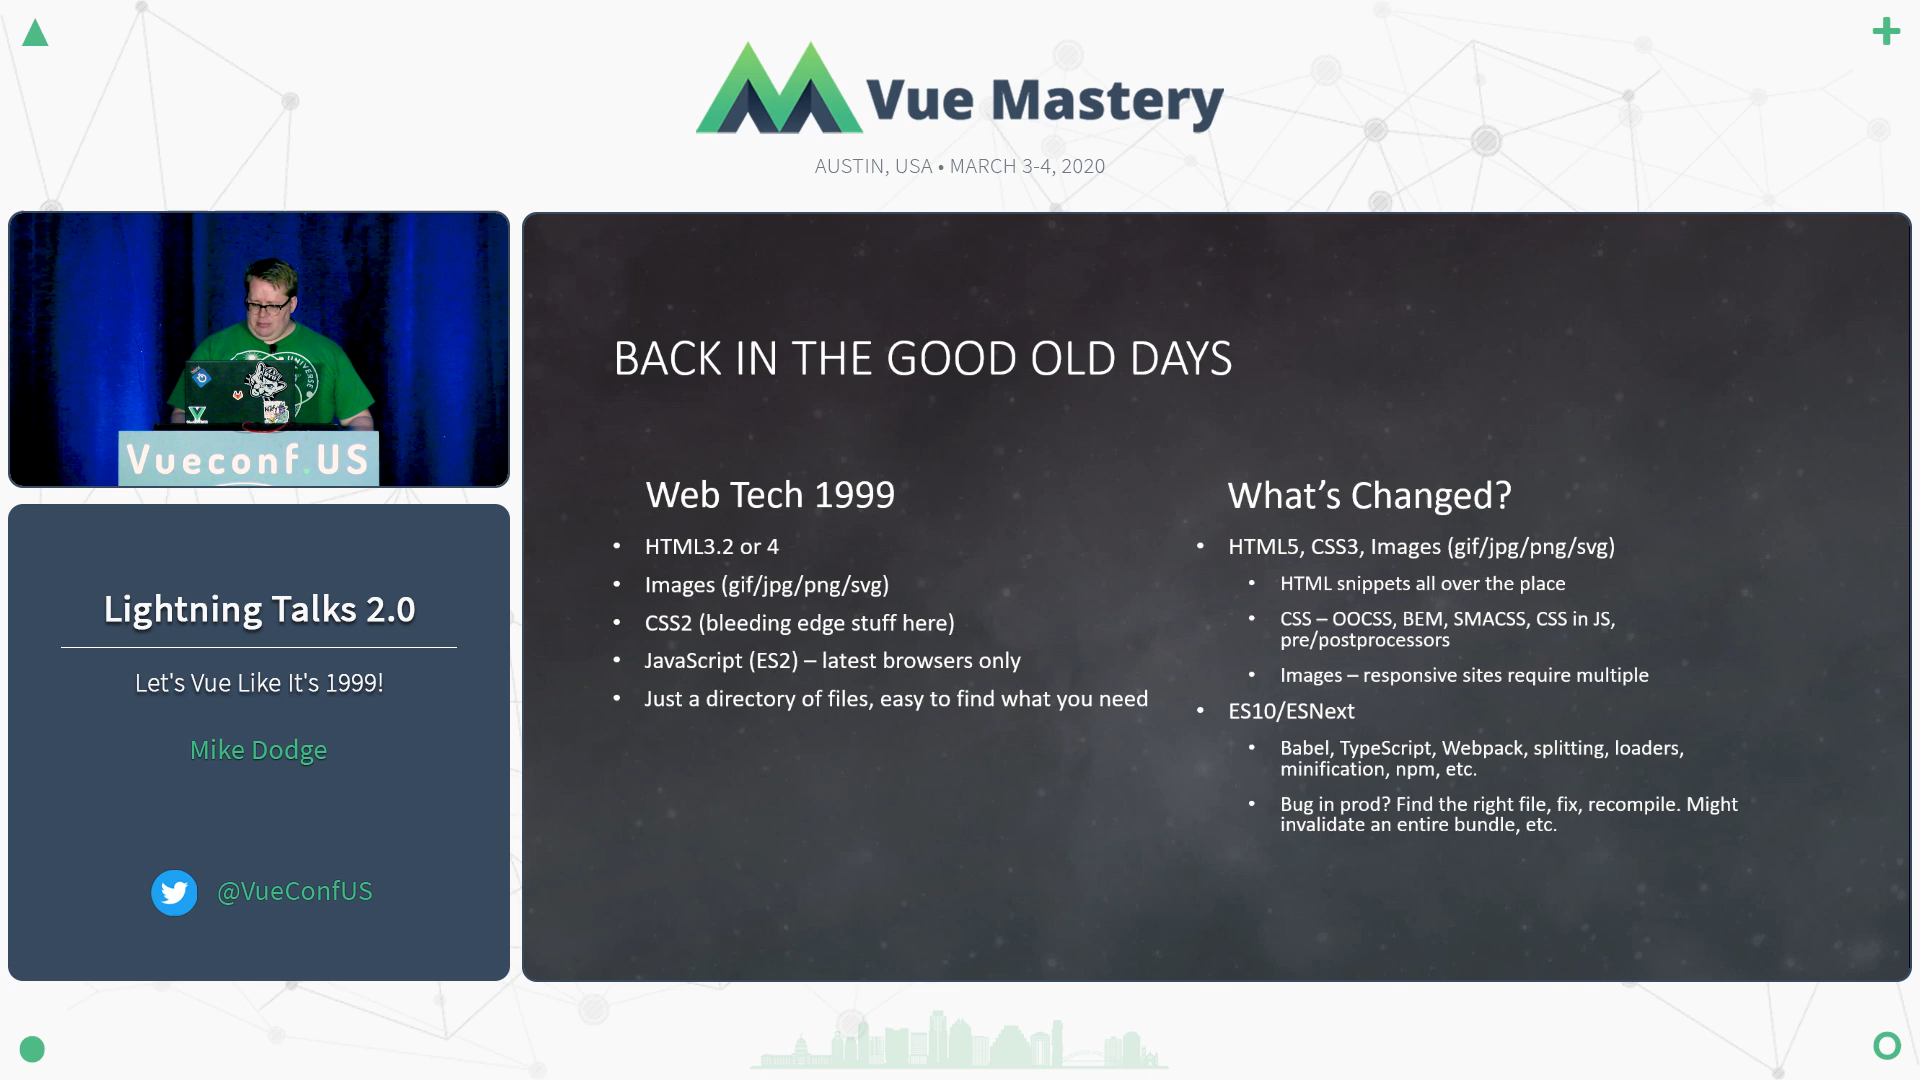 Vue Mastery
AUSTIN, USA • MARCH 3-4, 2020
UNIVERSE
Vueconf.US
Lightning Talks 2.0
Let's Vue Like It's 1999!
Mike Dodge
@VueConfUS
BACK IN THE GOOD OLD DAYS
Web Tech 1999
• HTML3.2 or 4
• Images (gif/jpg/png/svg)
• CSS2 (bleeding edge stuff here)
• JavaScript (ES2) – latest browsers only
• Just a directory of files, easy to find what you need
What’s Changed?
• HTML5, CSS3, Images (gif/jpg/png/svg)
• HTML snippets all over the place
• CSS – OOCSS, BEM, SMACSS, CSS in JS,
pre/postprocessors
• Images – responsive sites require multiple
• ES10/ESNext
• Babel, TypeScript, Webpack, splitting, loaders,
minification, npm, etc.
• Bug in prod? Find the right file, fix, recompile. Might
invalidate an entire bundle, etc.